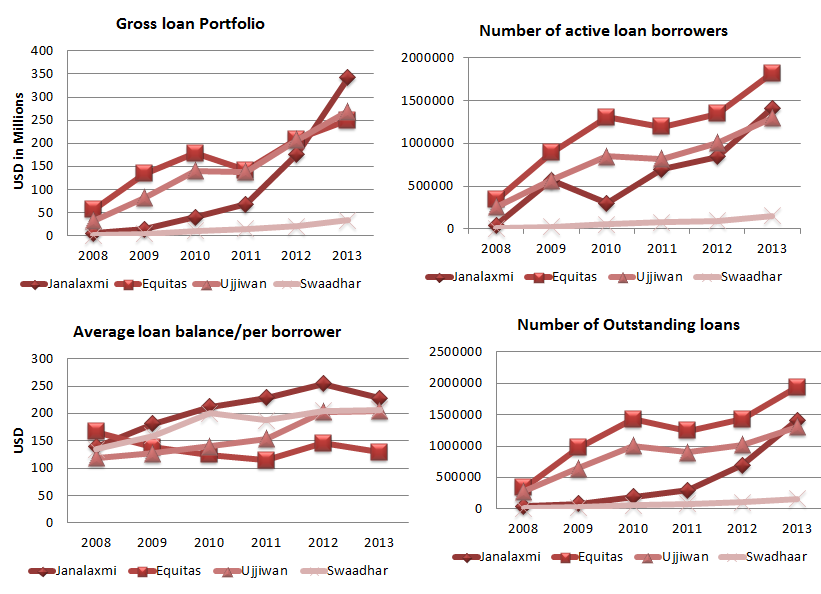 Gross loan Portfolio
USD in Millions
400
350
300
250
200
150
100
50
0
2008 2009 2010 2011 2012 2013
Janalaxmi Equitas Ujjiwan Swaadhar
Number of active loan borrowers
2000000
1500000
1000000
500000
0
2008 2009 2010 2011 2012 2013
Janalaxmi Equitas Ujjiwan Swaadhar
Average loan balance/per borrower
USD
300
250
200
150
100
50
0
2008 2009 2010 2011 2012 2013
Janalaxmi Equitas Ujjiwan Swaadhar
Number of Outstanding loans
2500000
2000000
1500000
1000000
500000
0
2008 2009 2010 2011 2012 2013
Janalaxmi Equitas Ujjiwan Swadhaar